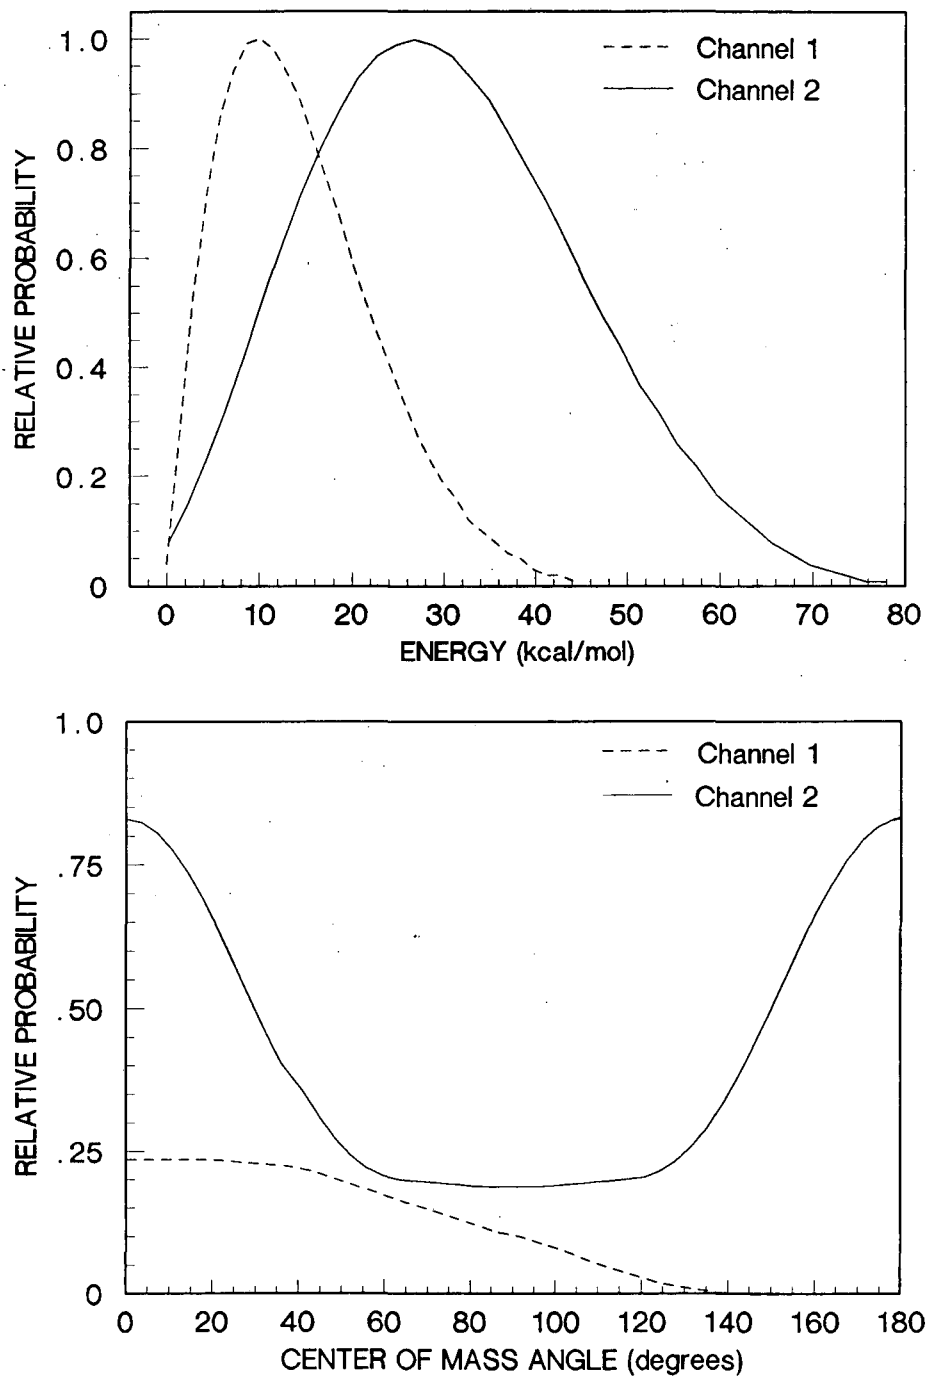 1.0
0.8
0.6
0.4
0.2
0
RELATIVE PROBABILITY
Channel 1
Channel 2
0 10 20 30 40 50 60 70 80
ENERGY (kcal/mol)
1.0
.75
.50
.25
0
RELATIVE PROBABILITY
Channel 1
Channel 2
0 20 40 60 80 100 120 140 160 180
CENTER OF MASS ANGLE (degrees)